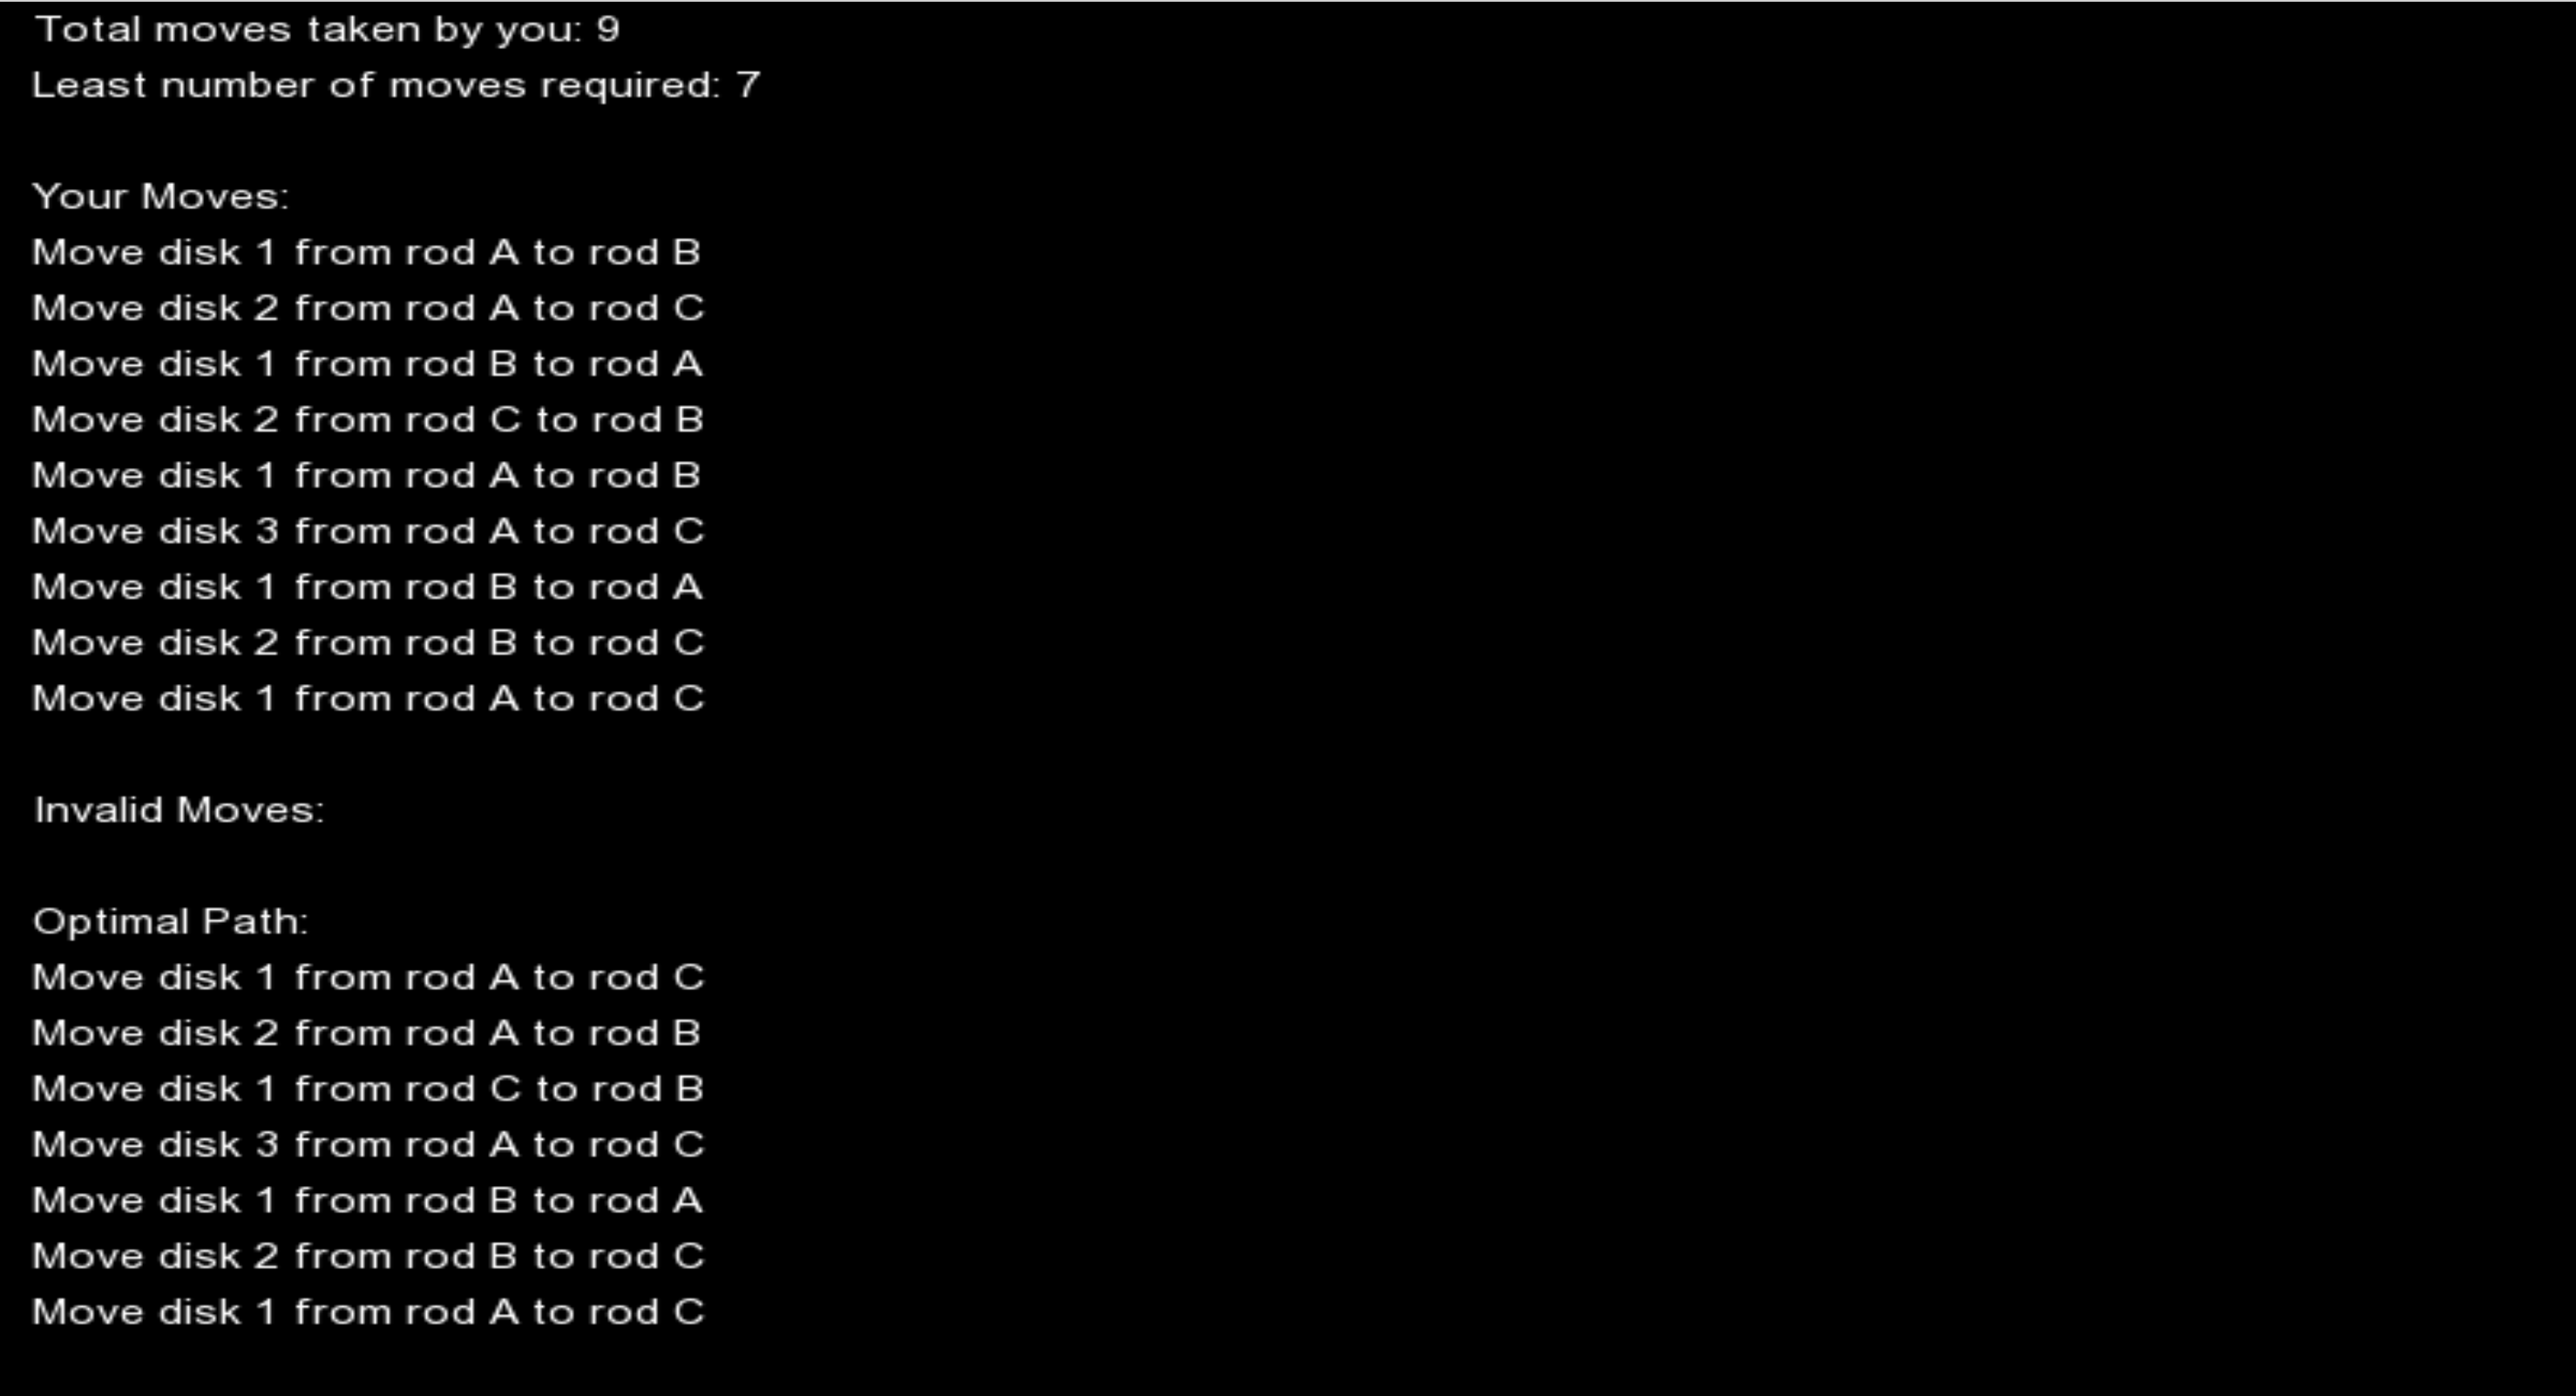 Total moves taken by you: 9
Least number of moves required: 7
Your Moves:
Move disk 1 from rod A to rod B
Move disk 2 from rod A to rod C
Move disk 1 from rod B to rod A
Move disk 2 from rod C to rod B
Move disk 1 from rod A to rod B
Move disk 3 from rod A to rod C
Move disk 1 from rod B to rod A
Move disk 2 from rod B to rod C
Move disk 1 from rod A to rod C
Invalid Moves:
Optimal Path:
Move disk 1 from rod A to rod C
Move disk 2 from rod A to rod B
Move disk 1 from rod C to rod B
Move disk 3 from rod A to rod C
Move disk 1 from rod B to rod A
Move disk 2 from rod B to rod C
Move disk 1 from rod A to rod C